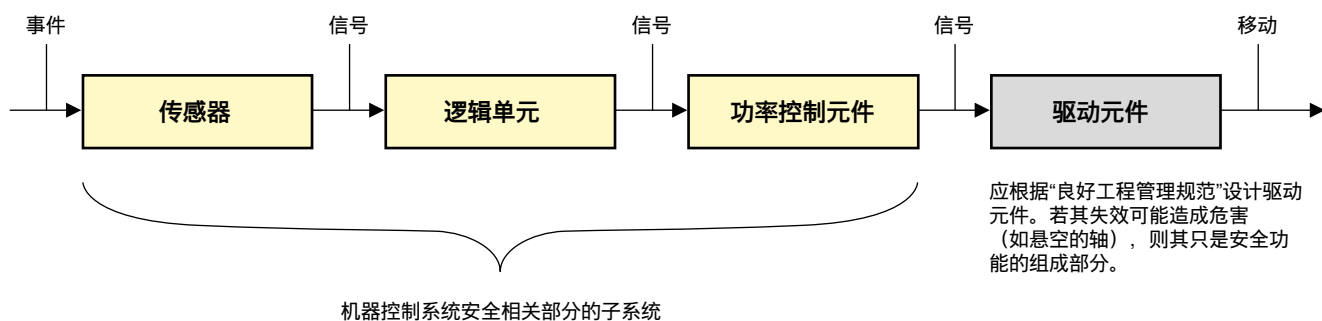 事件
信号
信号
信号
移动
传感器
逻辑单元
功率控制元件
驱动元件
应根据“良好工程管理规范”设计驱动
元件。若其失效可能造成危害
（如悬空的轴），则其只是安全功
能的组成部分。
机器控制系统安全相关部分的子系统